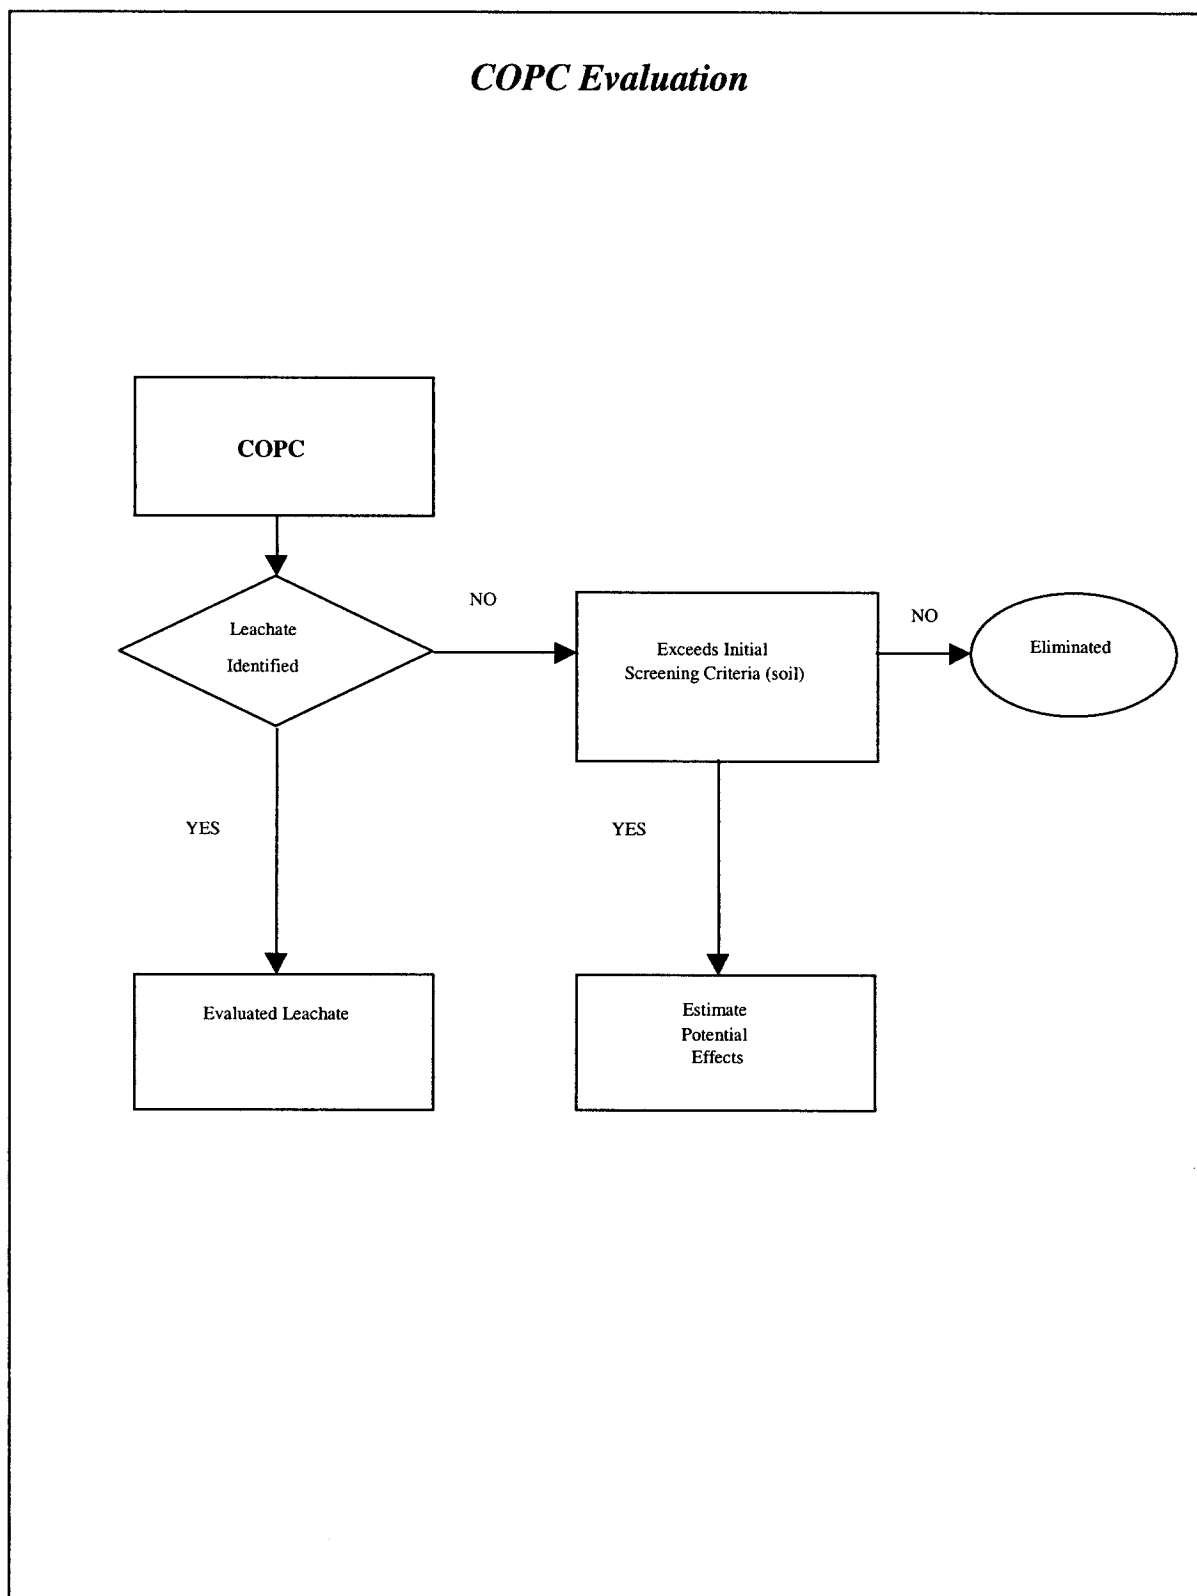 COPC Evaluation
COPC
Leachate
Identified
NO
Exceeds Initial
Screening Criteria (soil)
NO
Eliminated
YES
YES
Evaluated Leachate
Estimate
Potential
Effects